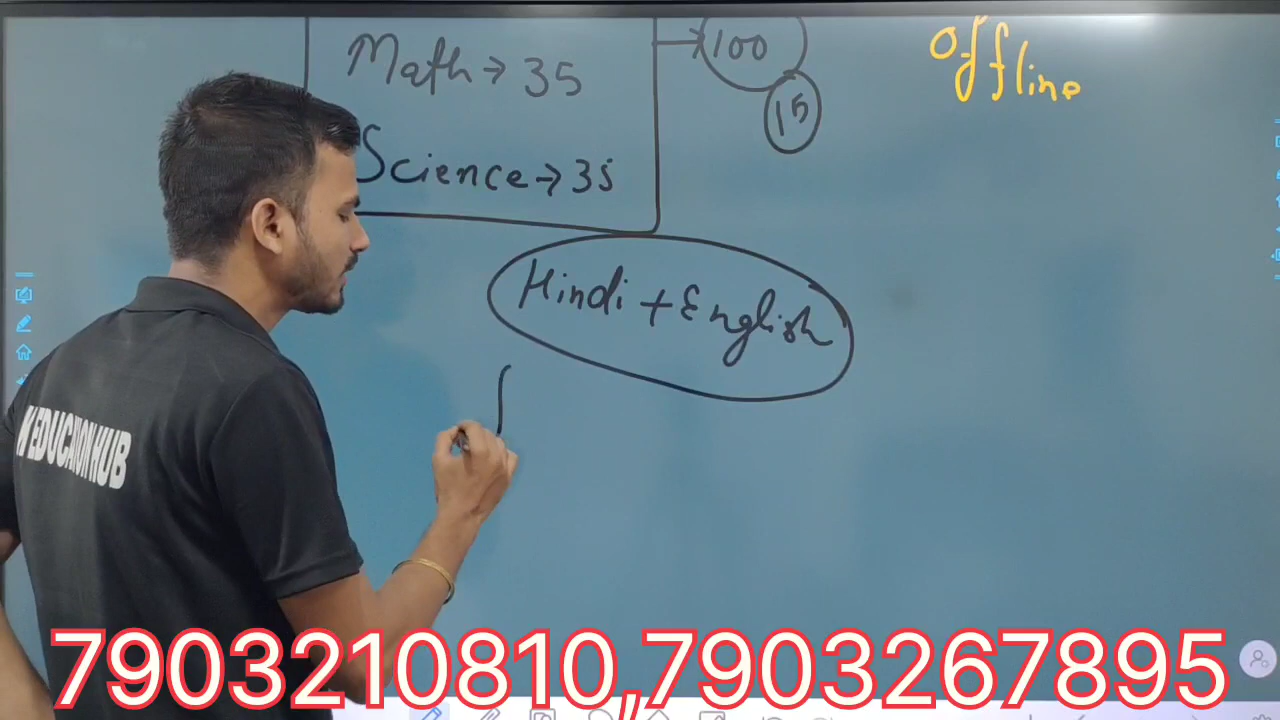 offline
Math → 35
100
15
Science → 35
Hindi + English
EDUCATION HUB
7903210810,7903267895